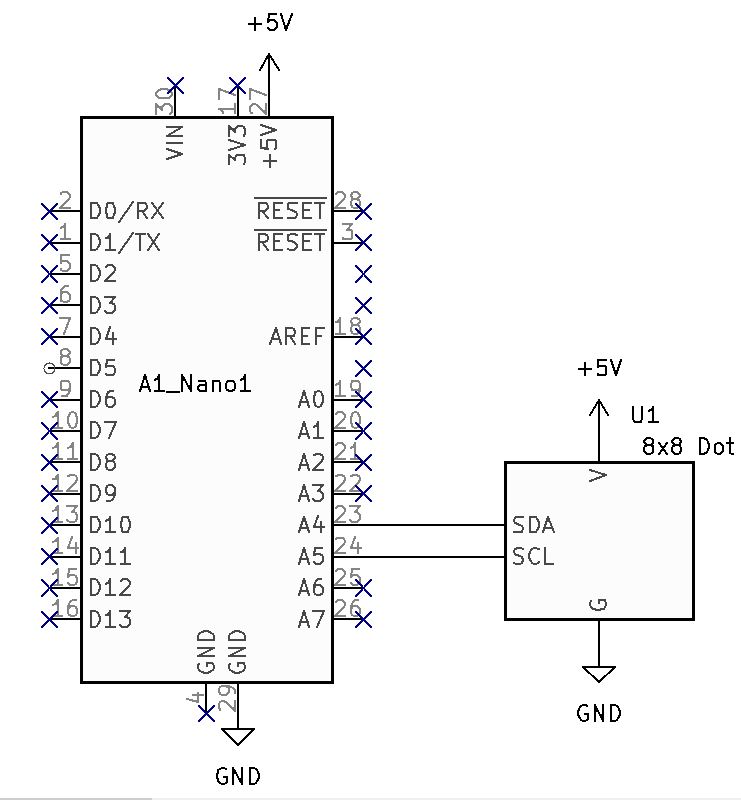 +5V
30 17 27
VIN 3V3 +5V
2 D0/RX RESET 28
1 D1/TX RESET 3
5 D2
6 D3
7 D4 AREF 18
8 D5
+5V
A1_Nano1
9 D6 A0 19
U1
10 D7 A1 20
8x8 Dot
11 D8 A2 21
V
12 D9 A3 22
13 D10 A4 23 SDA
14 D11 A5 24 SCL
15 D12 A6 25
G
16 D13 A7 26
GND GND
4 29
GND
GND